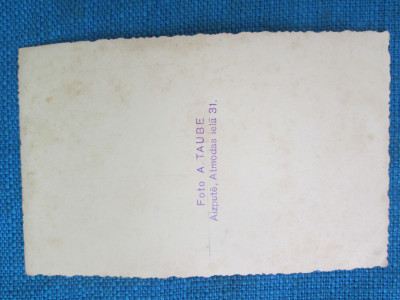 Foto A. TAUBE
Aizputē, Atmodas ielā 31.